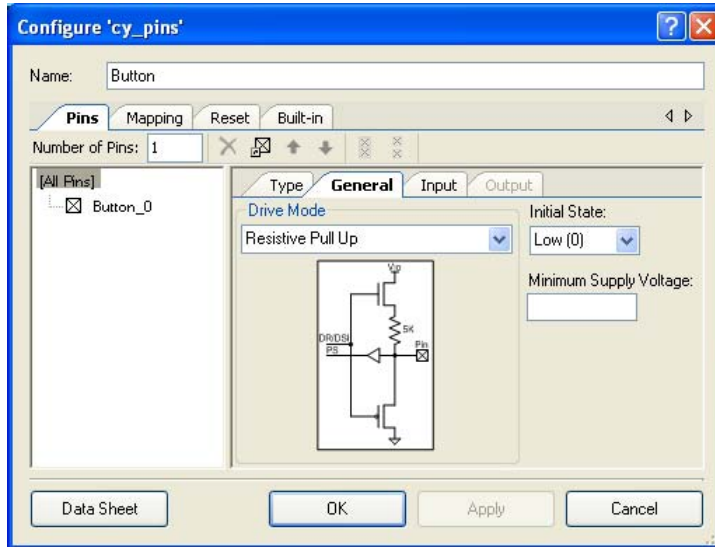 Configure 'cy_pins'
Name: Button
Pins Mapping Reset Built-in
Number of Pins: 1
[All Pins]
Button_0
Type General Input Output
Drive Mode
Resistive Pull Up
Initial State:
Low (0)
Minimum Supply Voltage:
Vio
5K
DR/DSI
PS
Pin
Data Sheet OK Apply Cancel